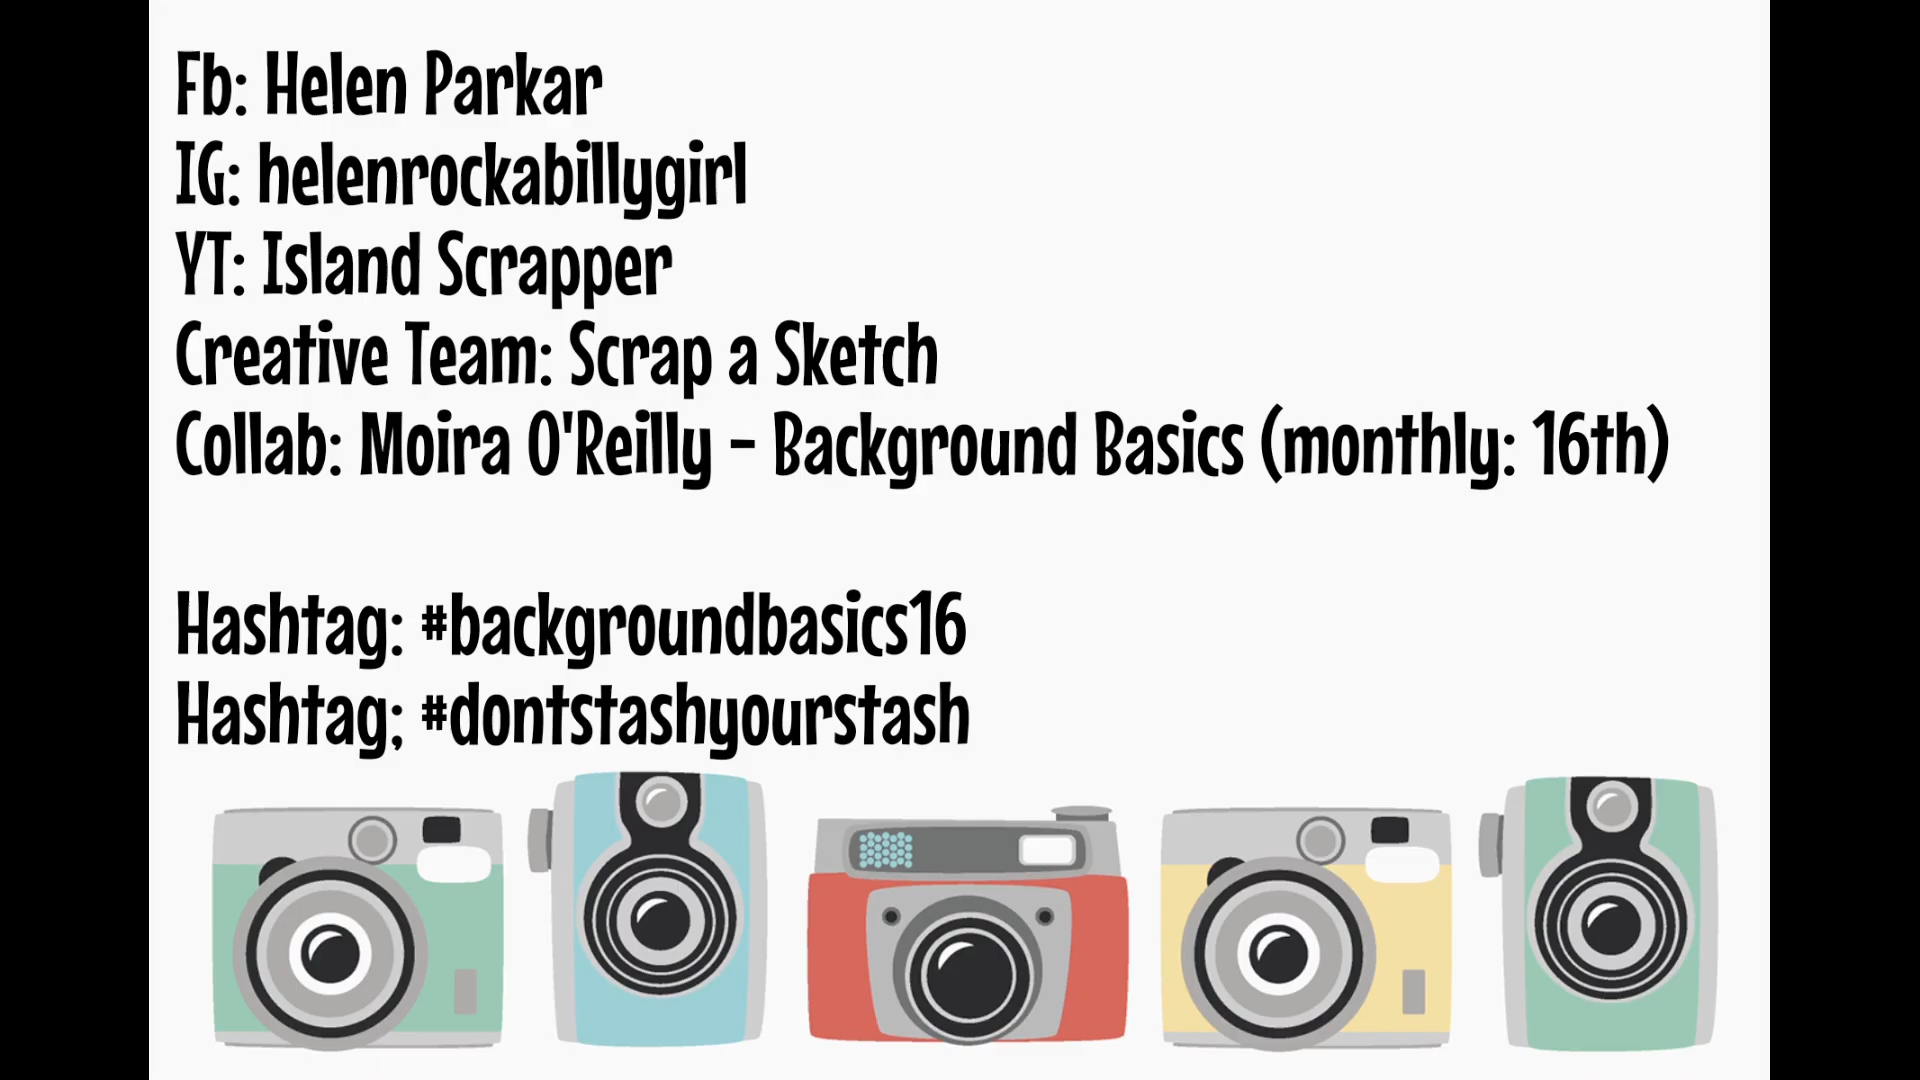 Fb: Helen Parkar
IG: helenrockabillygirl
YT: Island Scrapper
Creative Team: Scrap a Sketch
Collab: Moira O'Reilly - Background Basics (monthly: 16th)
Hashtag: #backgroundbasics16
Hashtag; #dontstashyourstash